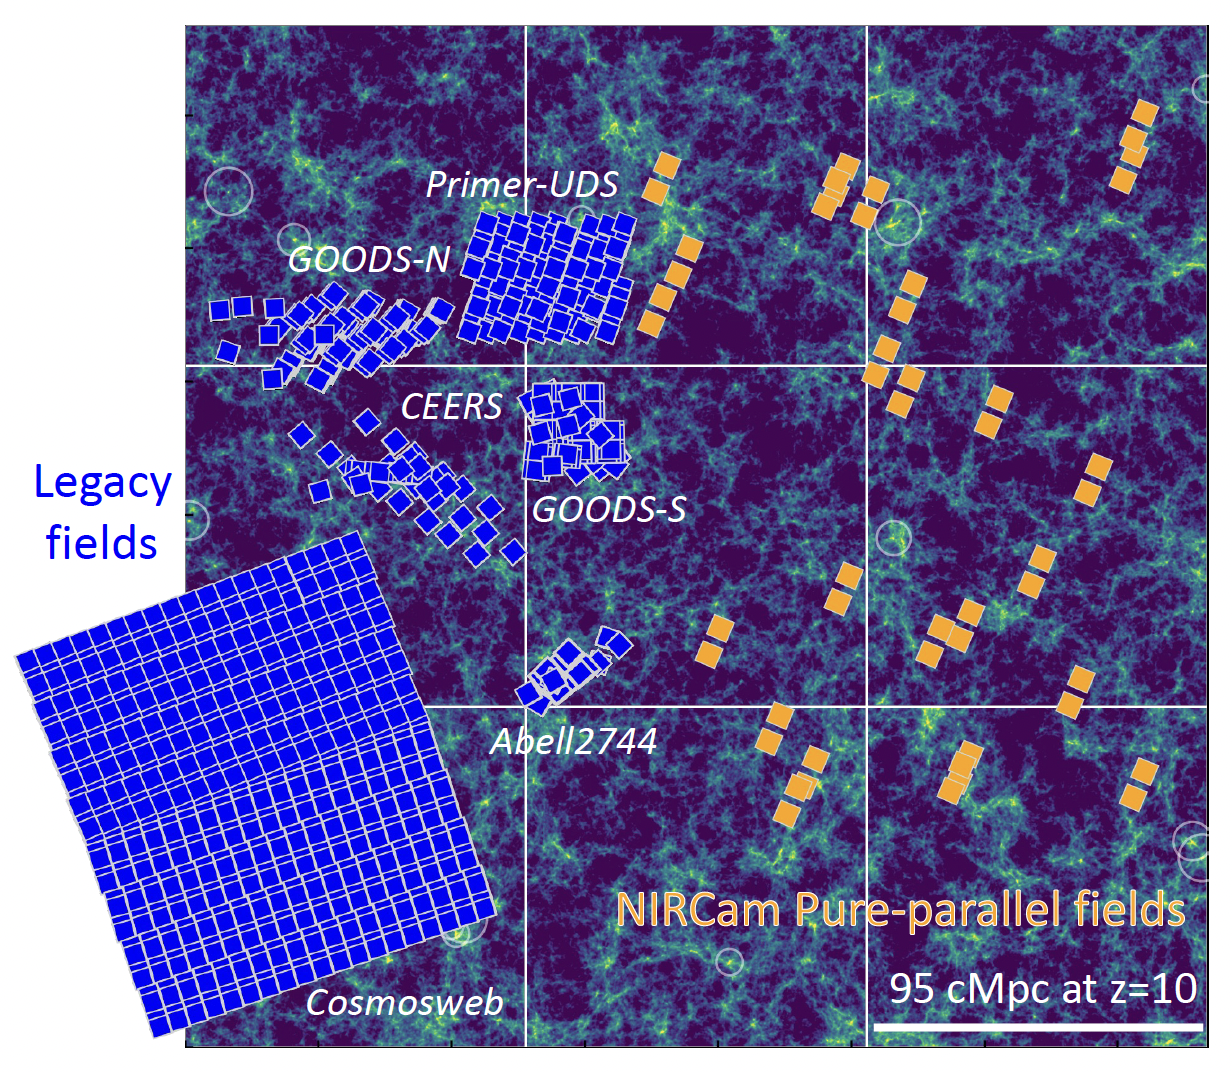 Primer-UDS
GOODS-N
CEERS
Legacy
fields
GOODS-S
Abell2744
NIRCam Pure-parallel fields
95 cMpc at z=10
Cosmosweb